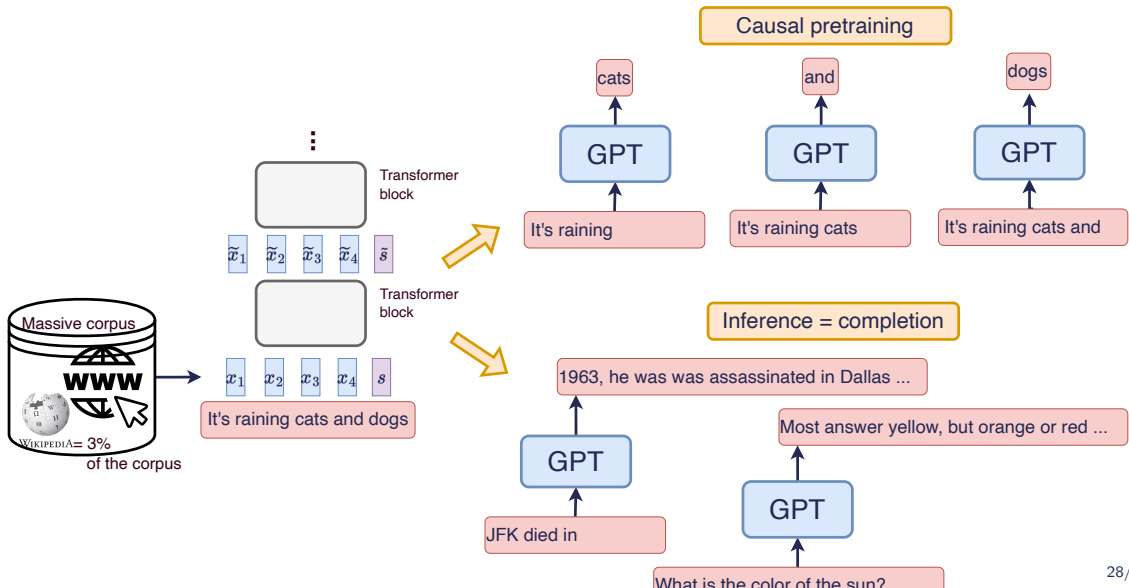 Causal pretraining
cats
and
dogs
GPT
GPT
GPT
It's raining
It's raining cats
It's raining cats and
⋮
Transformer
block
x̃₁ x̃₂ x̃₃ x̃₄ s̃
Transformer
block
x₁ x₂ x₃ x₄ s
It's raining cats and dogs
Massive corpus
WWW
WIKIPEDIA= 3%
of the corpus
Inference = completion
1963, he was was assassinated in Dallas ...
GPT
JFK died in
Most answer yellow, but orange or red ...
GPT
What is the color of the sun?
28/